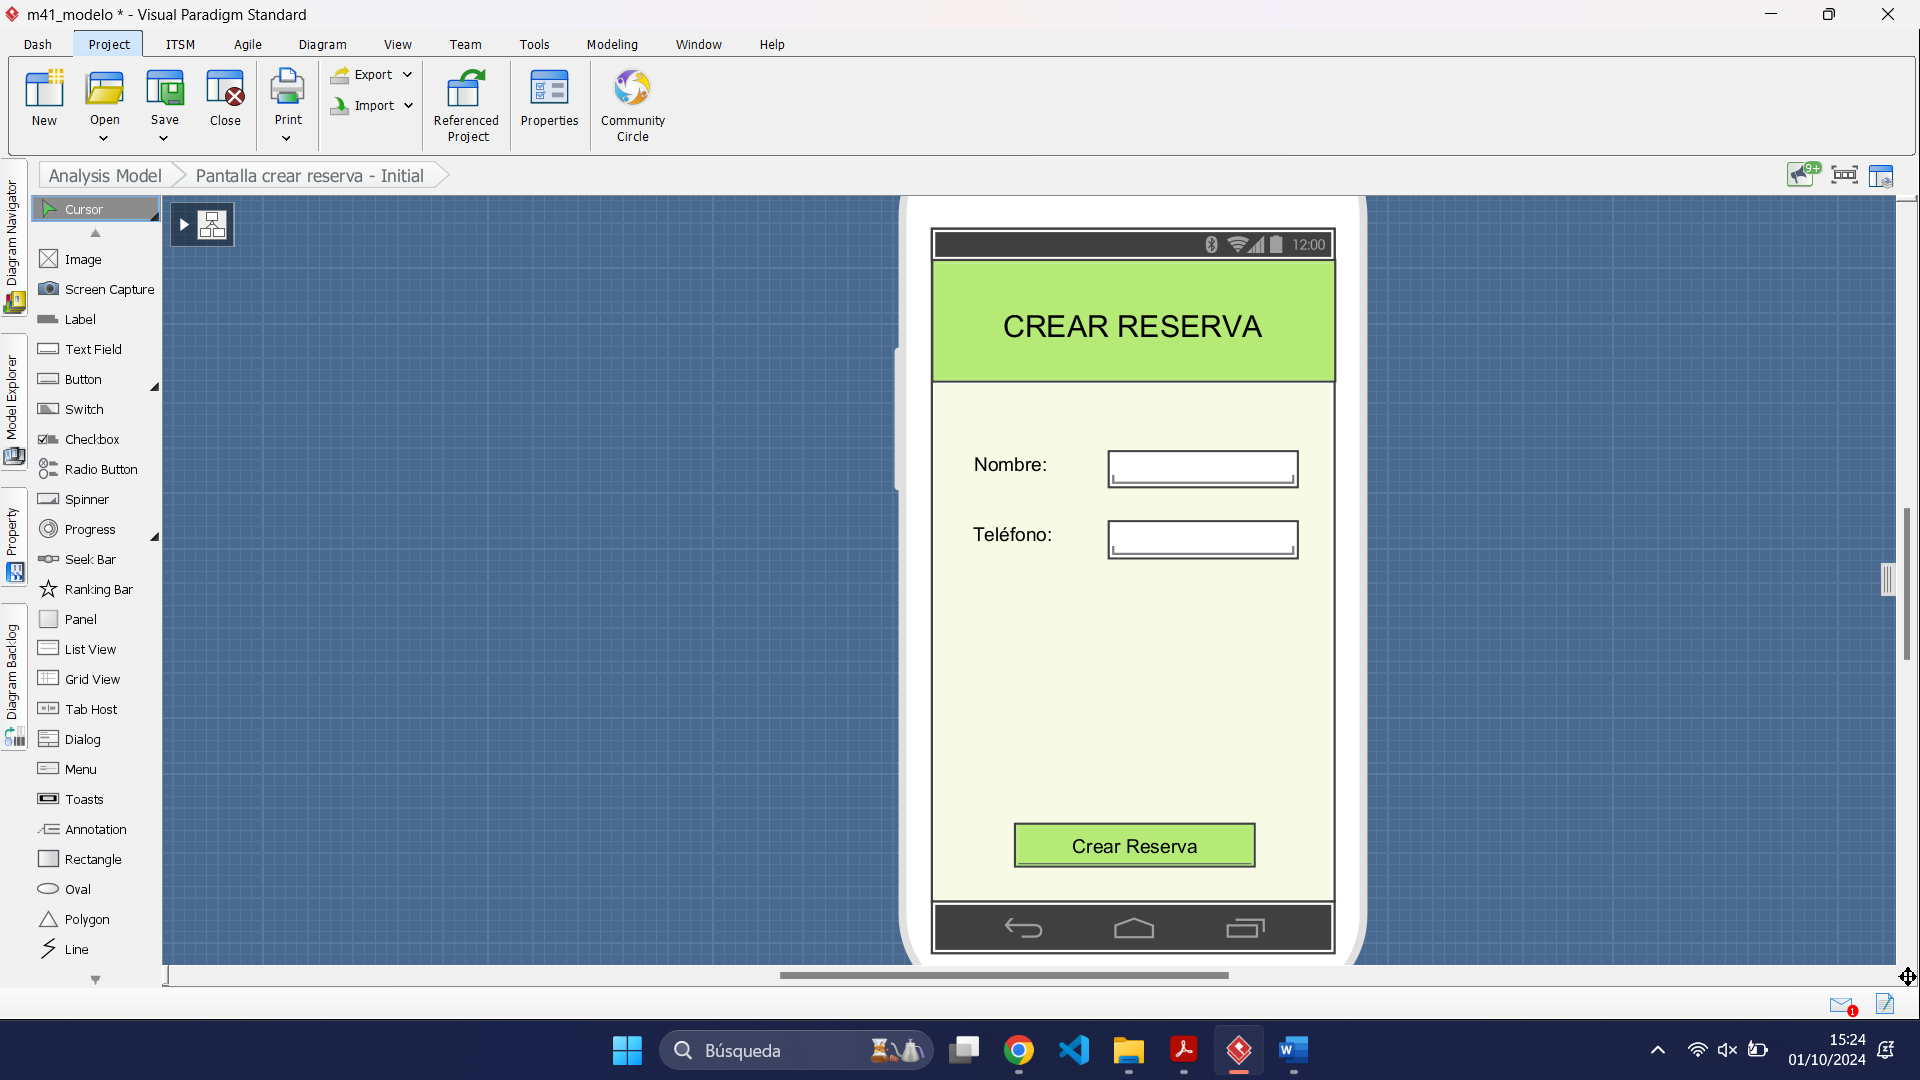 m41_modelo * - Visual Paradigm Standard
Dash Project ITSM Agile Diagram View Team Tools Modeling Window Help
New Open Save Close Print Export Import Referenced Project Properties Community Circle
Analysis Model Pantalla crear reserva - Initial
9+
Diagram Navigator
Model Explorer
Property
Diagram Backlog
Cursor
Image
Screen Capture
Label
Text Field
Button
Switch
Checkbox
Radio Button
Spinner
Progress
Seek Bar
Ranking Bar
Panel
List View
Grid View
Tab Host
Dialog
Menu
Toasts
Annotation
Rectangle
Oval
Polygon
Line
12:00
CREAR RESERVA
Nombre:
Teléfono:
Crear Reserva
1
Búsqueda
15:24
01/10/2024